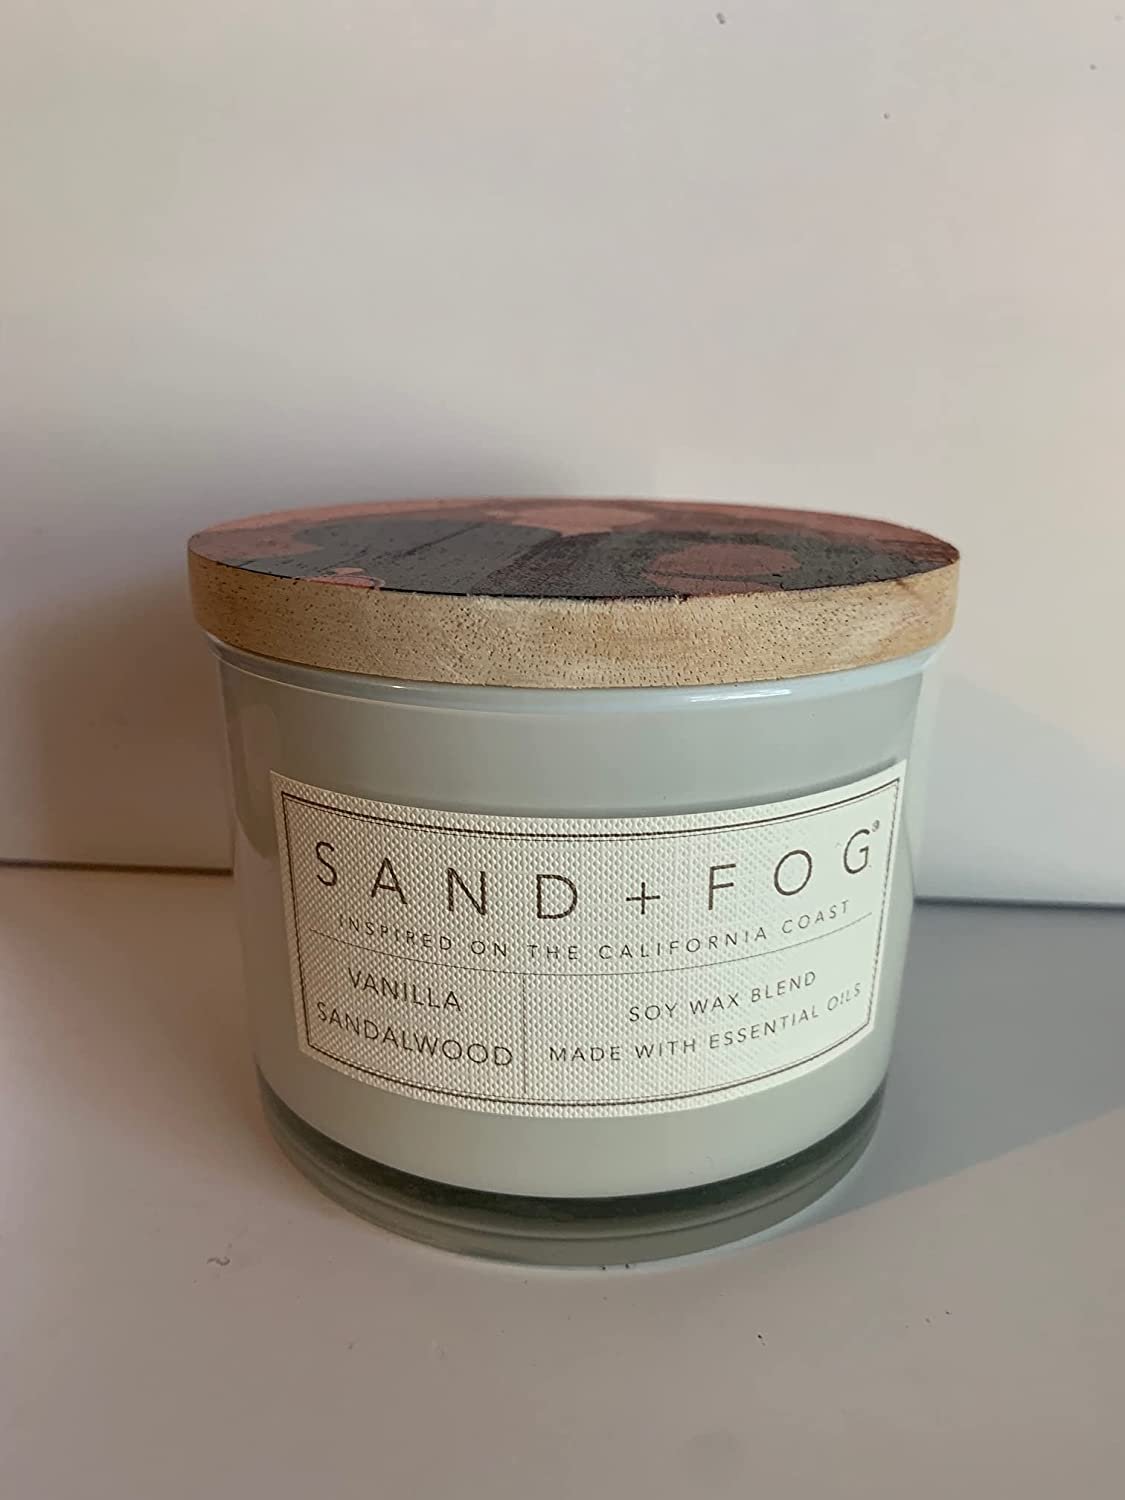 SAND + FOG®
INSPIRED ON THE CALIFORNIA COAST
VANILLA
SANDALWOOD
SOY WAX BLEND
MADE WITH ESSENTIAL OILS